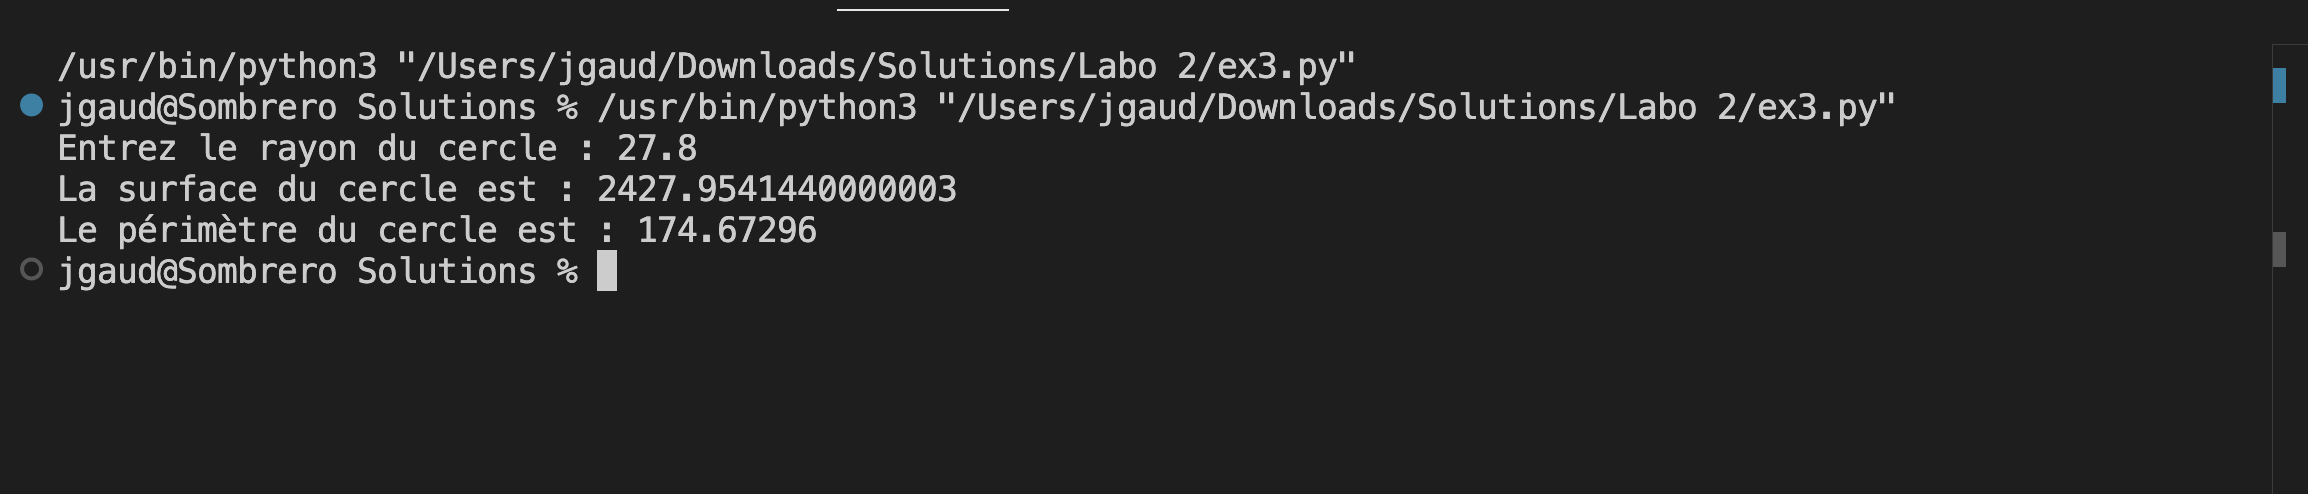 /usr/bin/python3 "/Users/jgaud/Downloads/Solutions/Labo 2/ex3.py"
jgaud@Sombrero Solutions % /usr/bin/python3 "/Users/jgaud/Downloads/Solutions/Labo 2/ex3.py"
Entrez le rayon du cercle : 27.8
La surface du cercle est : 2427.9541440000003
Le périmètre du cercle est : 174.67296
jgaud@Sombrero Solutions %